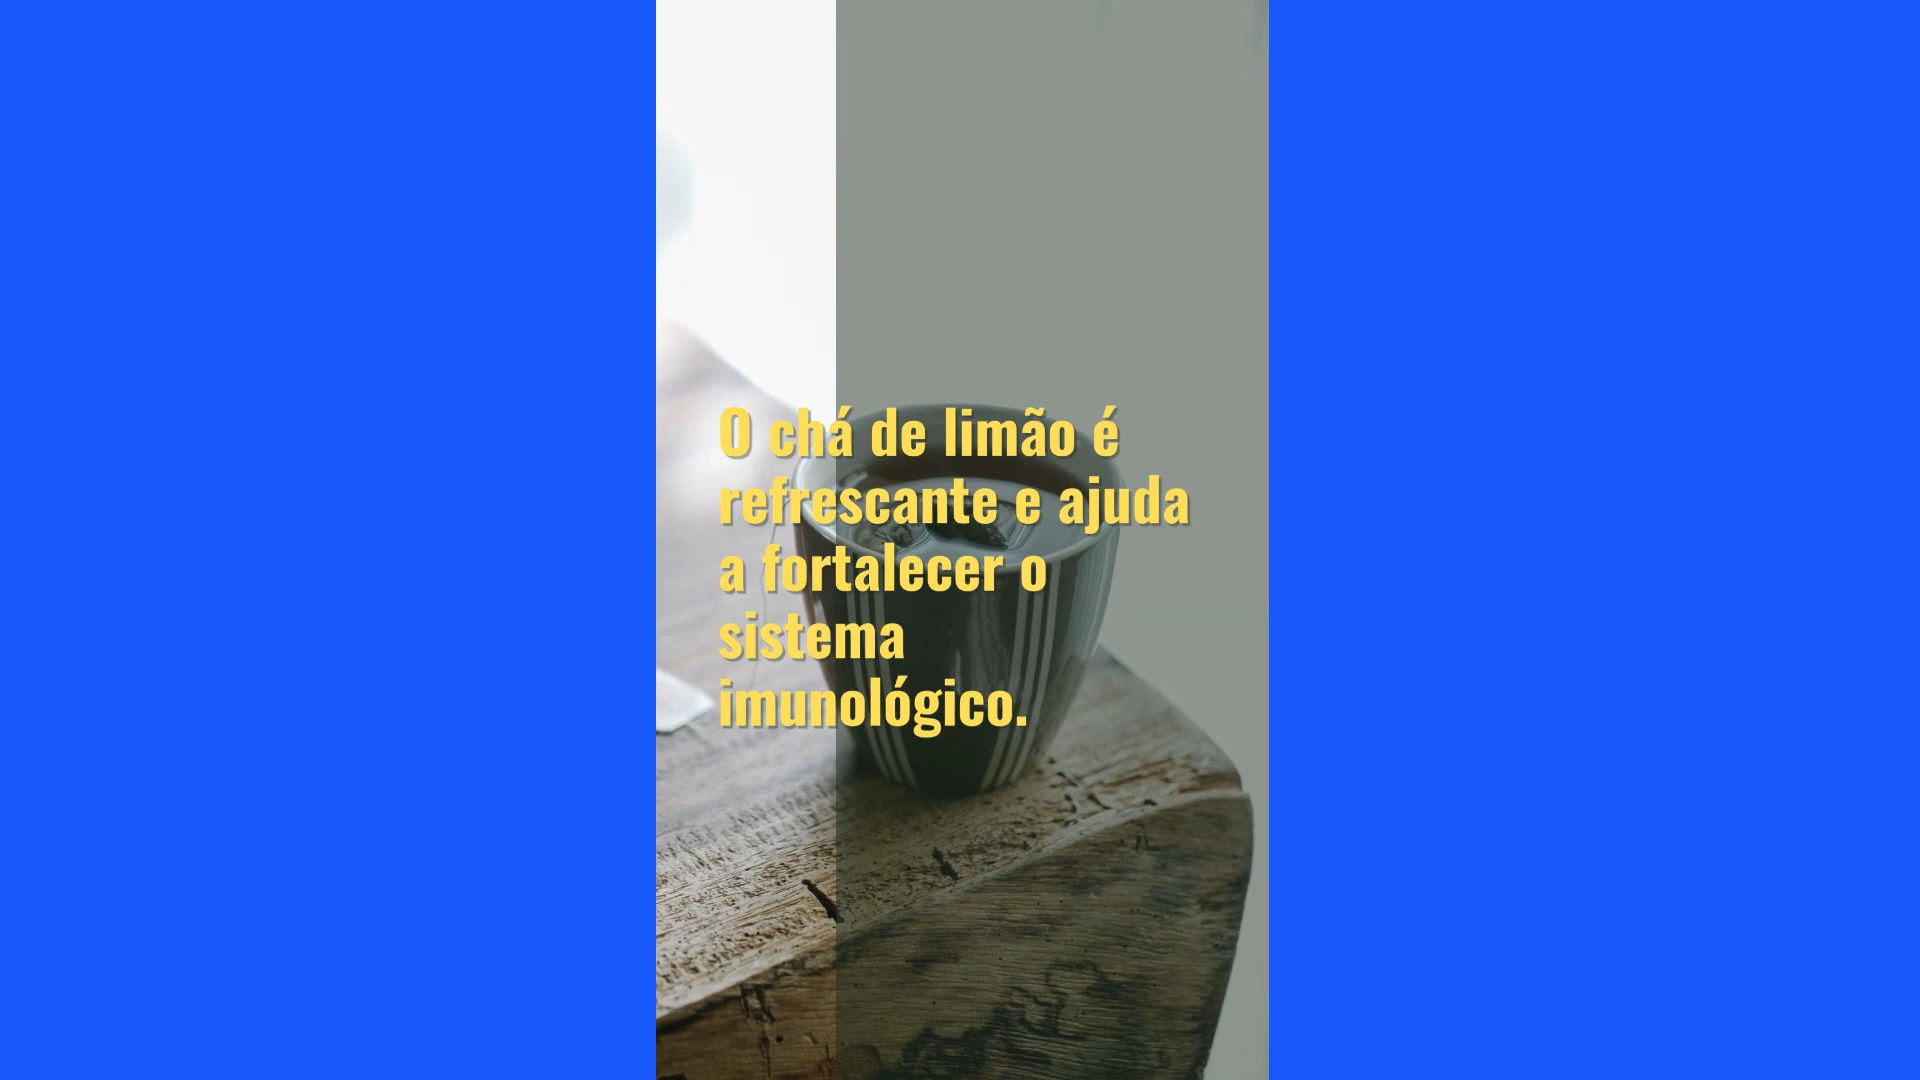 O chá de limão é
refrescante e ajuda
a fortalecer o
sistema
imunológico.